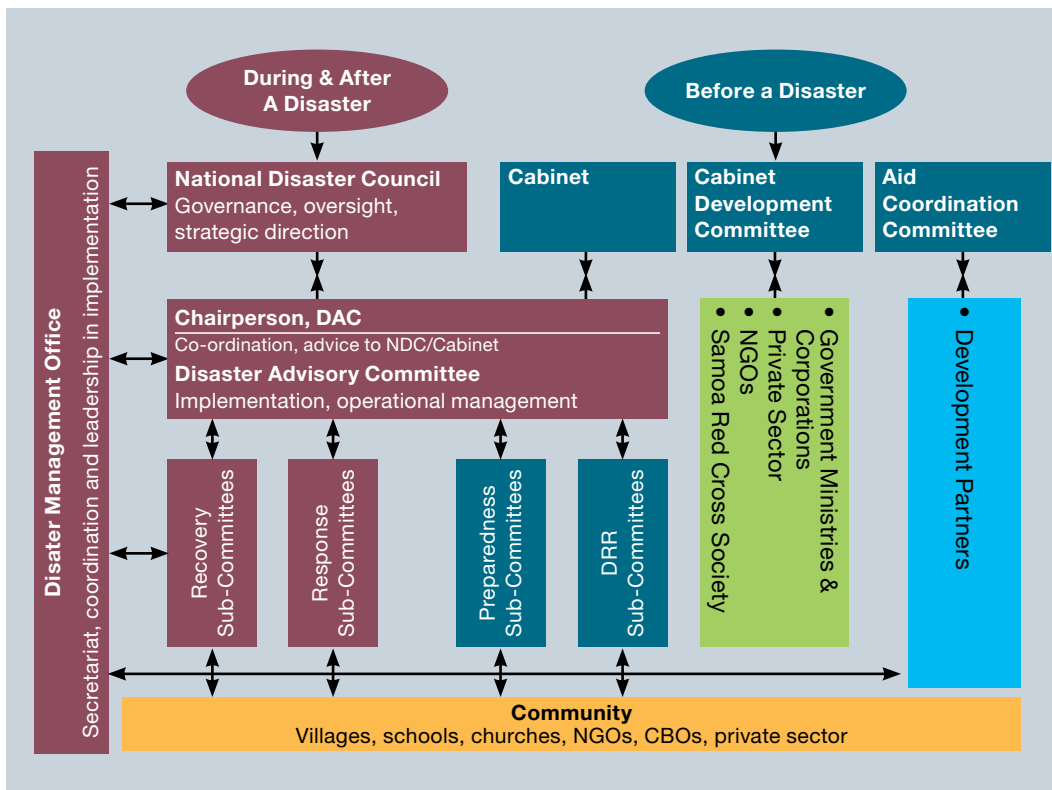 During & After
A Disaster
Before a Disaster
Disater Management Office
Secretariat, coordination and leadership in implementation
National Disaster Council
Governance, oversight,
strategic direction
Cabinet
Cabinet
Development
Committee
Aid
Coordination
Committee
Chairperson, DAC
Co-ordination, advice to NDC/Cabinet
Disaster Advisory Committee
Implementation, operational management
Recovery
Sub-Committees
Response
Sub-Committees
Preparedness
Sub-Committees
DRR
Sub-Committees
• Government Ministries &
Corporations
• Private Sector
• NGOs
• Samoa Red Cross Society
• Development Partners
Community
Villages, schools, churches, NGOs, CBOs, private sector